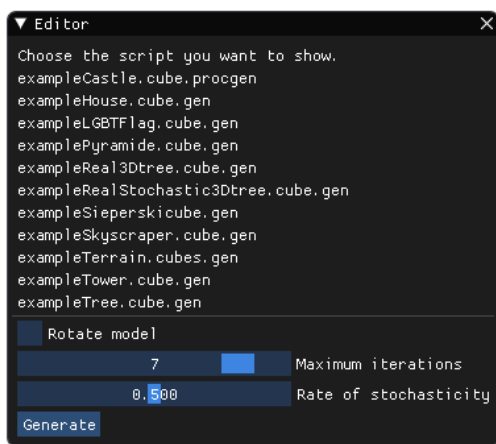 Editor
Choose the script you want to show.
exampleCastle.cube.procgen
exampleHouse.cube.gen
exampleLGBTFlag.cube.gen
examplePyramide.cube.gen
exampleReal3Dtree.cube.gen
exampleRealStochastic3Dtree.cube.gen
exampleSieperskicube.gen
exampleSkyscraper.cube.gen
exampleTerrain.cubes.gen
exampleTower.cube.gen
exampleTree.cube.gen
Rotate model
7 Maximum iterations
0.500 Rate of stochasticity
Generate